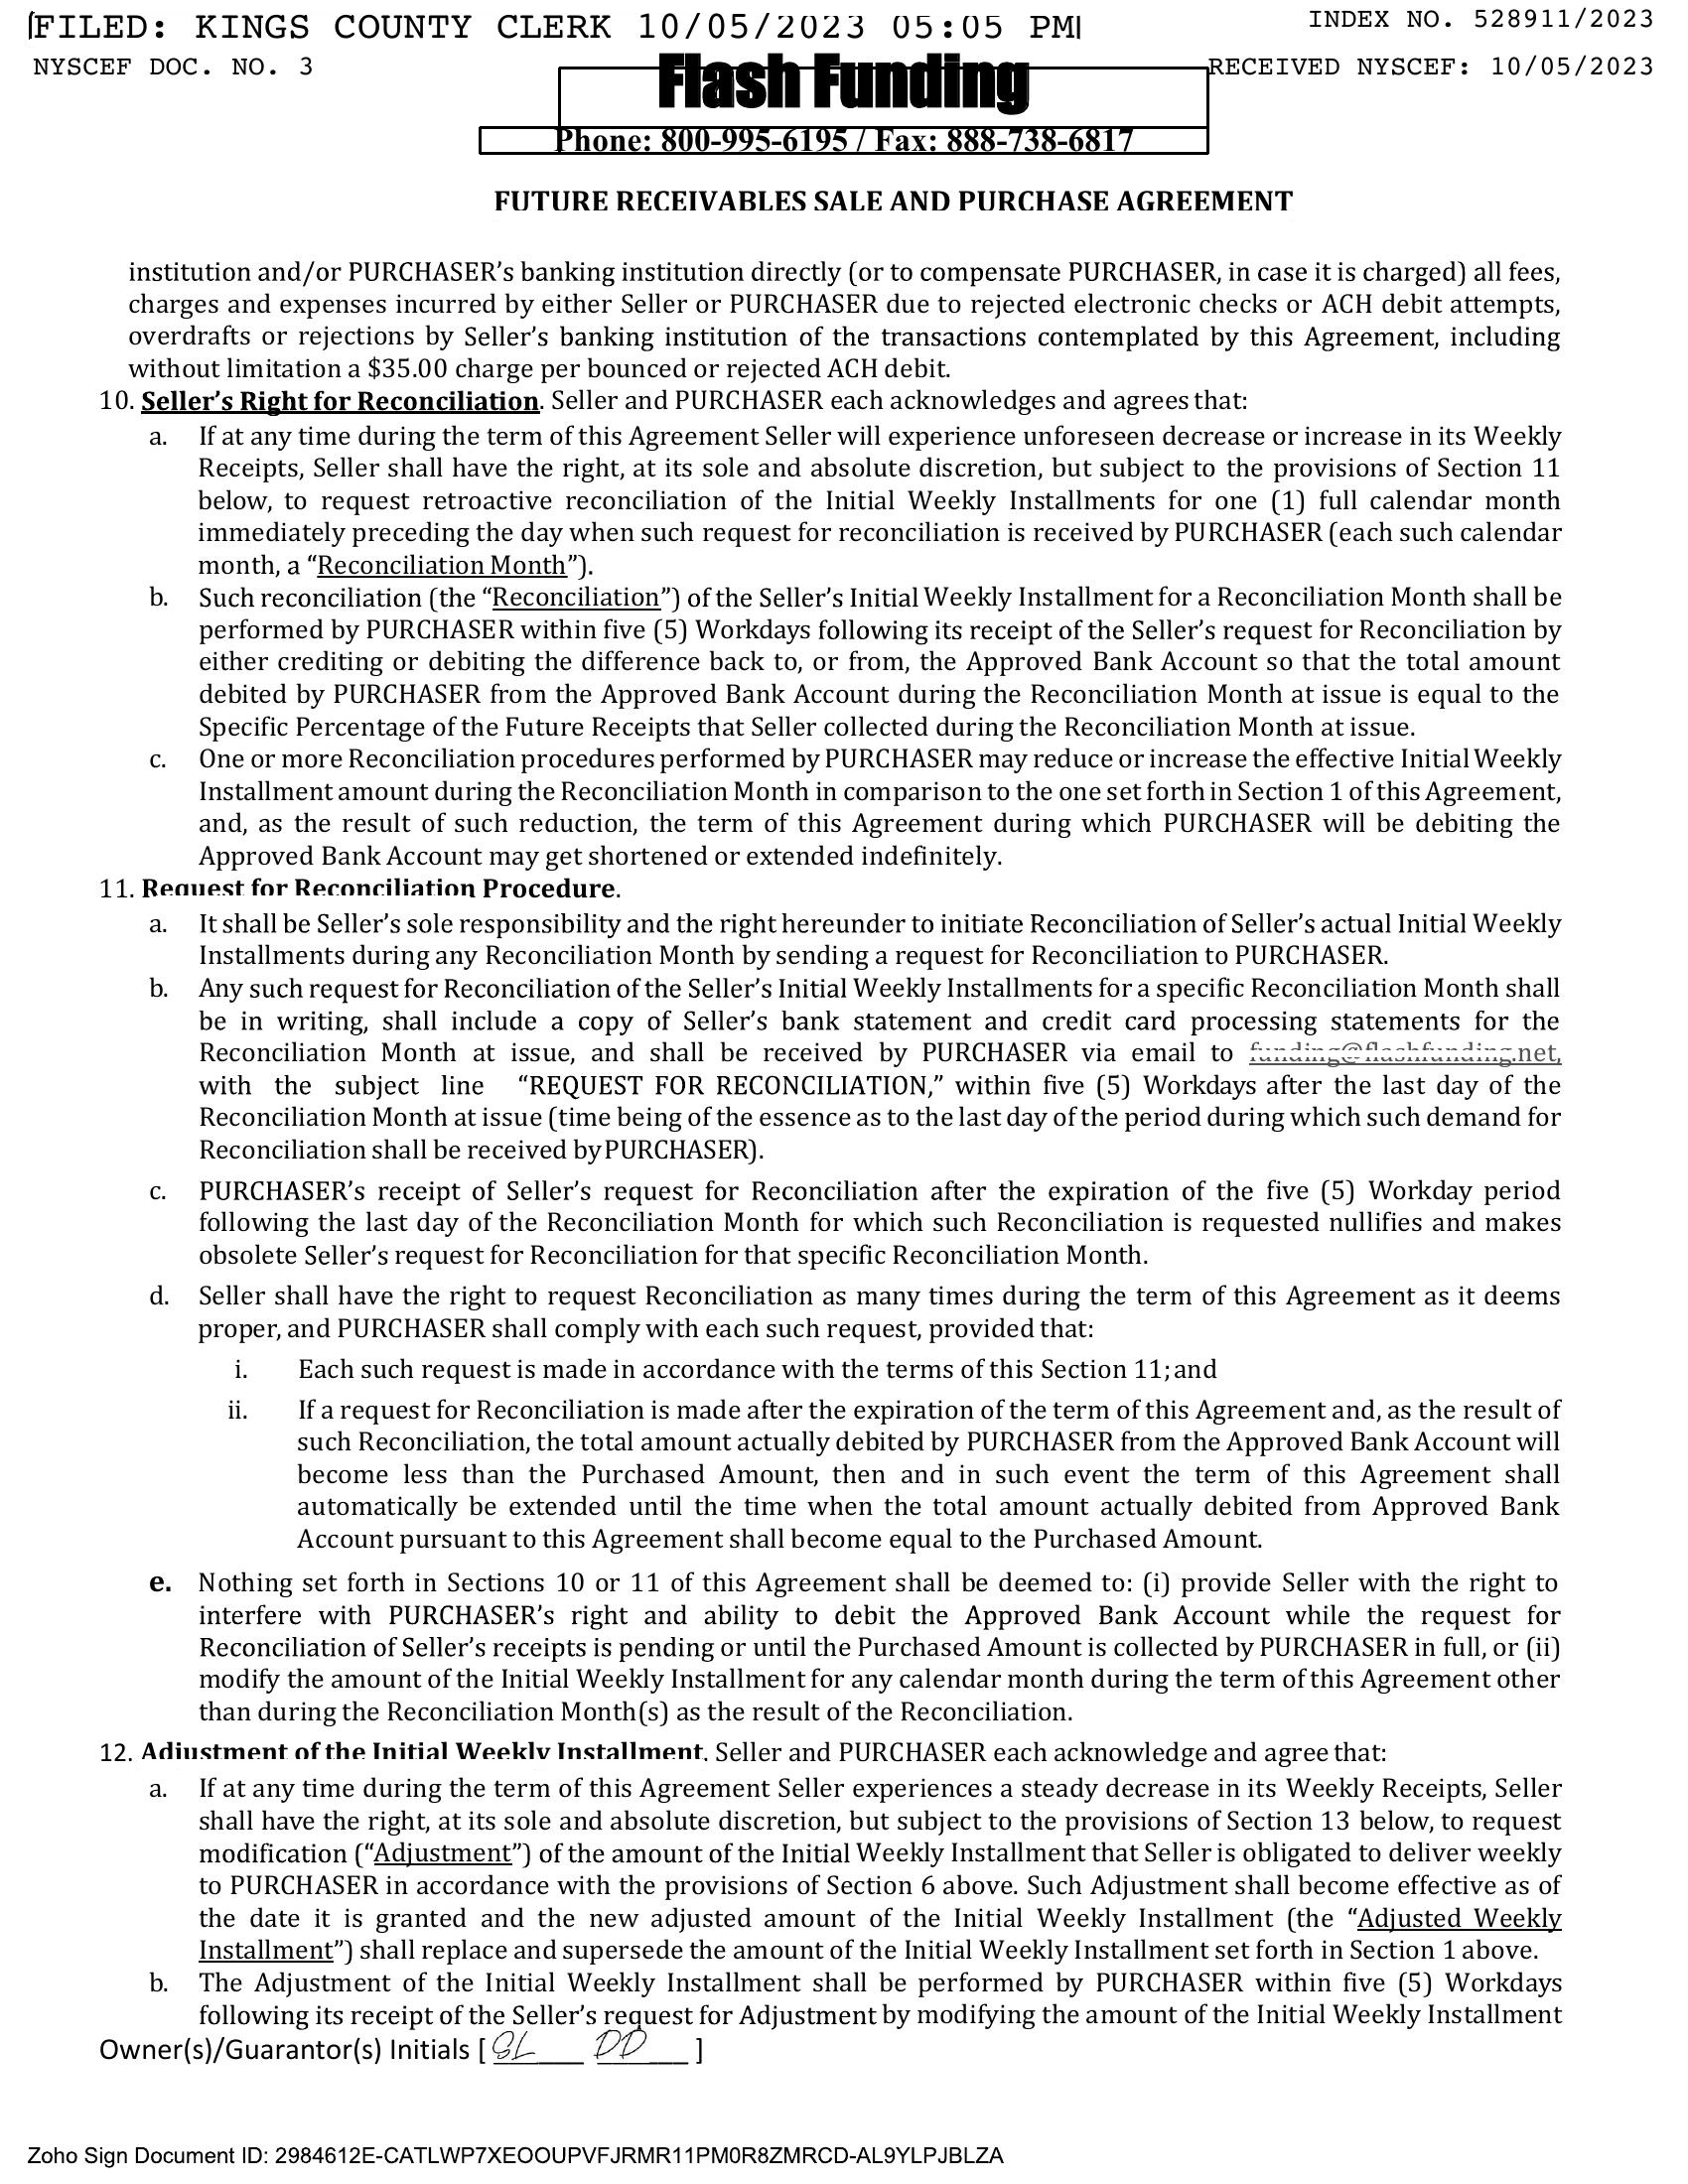 FILED: KINGS COUNTY CLERK 10/05/2023 05:05 PM
INDEX NO. 528911/2023
NYSCEF DOC. NO. 3
RECEIVED NYSCEF: 10/05/2023
Flash Funding
Phone: 800-995-6195 / Fax: 888-738-6817
FUTURE RECEIVABLES SALE AND PURCHASE AGREEMENT
institution and/or PURCHASER’s banking institution directly (or to compensate PURCHASER, in case it is charged) all fees,
charges and expenses incurred by either Seller or PURCHASER due to rejected electronic checks or ACH debit attempts,
overdrafts or rejections by Seller’s banking institution of the transactions contemplated by this Agreement, including
without limitation a $35.00 charge per bounced or rejected ACH debit.
10. Seller’s Right for Reconciliation. Seller and PURCHASER each acknowledges and agrees that:
a. If at any time during the term of this Agreement Seller will experience unforeseen decrease or increase in its Weekly
Receipts, Seller shall have the right, at its sole and absolute discretion, but subject to the provisions of Section 11
below, to request retroactive reconciliation of the Initial Weekly Installments for one (1) full calendar month
immediately preceding the day when such request for reconciliation is received by PURCHASER (each such calendar
month, a “Reconciliation Month”).
b. Such reconciliation (the “Reconciliation”) of the Seller’s Initial Weekly Installment for a Reconciliation Month shall be
performed by PURCHASER within five (5) Workdays following its receipt of the Seller’s request for Reconciliation by
either crediting or debiting the difference back to, or from, the Approved Bank Account so that the total amount
debited by PURCHASER from the Approved Bank Account during the Reconciliation Month at issue is equal to the
Specific Percentage of the Future Receipts that Seller collected during the Reconciliation Month at issue.
c. One or more Reconciliation procedures performed by PURCHASER may reduce or increase the effective Initial Weekly
Installment amount during the Reconciliation Month in comparison to the one set forth in Section 1 of this Agreement,
and, as the result of such reduction, the term of this Agreement during which PURCHASER will be debiting the
Approved Bank Account may get shortened or extended indefinitely.
11. Request for Reconciliation Procedure.
a. It shall be Seller’s sole responsibility and the right hereunder to initiate Reconciliation of Seller’s actual Initial Weekly
Installments during any Reconciliation Month by sending a request for Reconciliation to PURCHASER.
b. Any such request for Reconciliation of the Seller’s Initial Weekly Installments for a specific Reconciliation Month shall
be in writing, shall include a copy of Seller’s bank statement and credit card processing statements for the
Reconciliation Month at issue, and shall be received by PURCHASER via email to funding@flashfunding.net,
with the subject line “REQUEST FOR RECONCILIATION,” within five (5) Workdays after the last day of the
Reconciliation Month at issue (time being of the essence as to the last day of the period during which such demand for
Reconciliation shall be received by PURCHASER).
c. PURCHASER’s receipt of Seller’s request for Reconciliation after the expiration of the five (5) Workday period
following the last day of the Reconciliation Month for which such Reconciliation is requested nullifies and makes
obsolete Seller’s request for Reconciliation for that specific Reconciliation Month.
d. Seller shall have the right to request Reconciliation as many times during the term of this Agreement as it deems
proper, and PURCHASER shall comply with each such request, provided that:
i. Each such request is made in accordance with the terms of this Section 11; and
ii. If a request for Reconciliation is made after the expiration of the term of this Agreement and, as the result of
such Reconciliation, the total amount actually debited by PURCHASER from the Approved Bank Account will
become less than the Purchased Amount, then and in such event the term of this Agreement shall
automatically be extended until the time when the total amount actually debited from Approved Bank
Account pursuant to this Agreement shall become equal to the Purchased Amount.
e. Nothing set forth in Sections 10 or 11 of this Agreement shall be deemed to: (i) provide Seller with the right to
interfere with PURCHASER’s right and ability to debit the Approved Bank Account while the request for
Reconciliation of Seller’s receipts is pending or until the Purchased Amount is collected by PURCHASER in full, or (ii)
modify the amount of the Initial Weekly Installment for any calendar month during the term of this Agreement other
than during the Reconciliation Month(s) as the result of the Reconciliation.
12. Adjustment of the Initial Weekly Installment. Seller and PURCHASER each acknowledge and agree that:
a. If at any time during the term of this Agreement Seller experiences a steady decrease in its Weekly Receipts, Seller
shall have the right, at its sole and absolute discretion, but subject to the provisions of Section 13 below, to request
modification (“Adjustment”) of the amount of the Initial Weekly Installment that Seller is obligated to deliver weekly
to PURCHASER in accordance with the provisions of Section 6 above. Such Adjustment shall become effective as of
the date it is granted and the new adjusted amount of the Initial Weekly Installment (the “Adjusted Weekly
Installment”) shall replace and supersede the amount of the Initial Weekly Installment set forth in Section 1 above.
b. The Adjustment of the Initial Weekly Installment shall be performed by PURCHASER within five (5) Workdays
following its receipt of the Seller’s request for Adjustment by modifying the amount of the Initial Weekly Installment
Owner(s)/Guarantor(s) Initials [ SL DD ]
Zoho Sign Document ID: 2984612E-CATLWP7XEOOUPVFJRMR11PM0R8ZMRCD-AL9YLPJBLZA